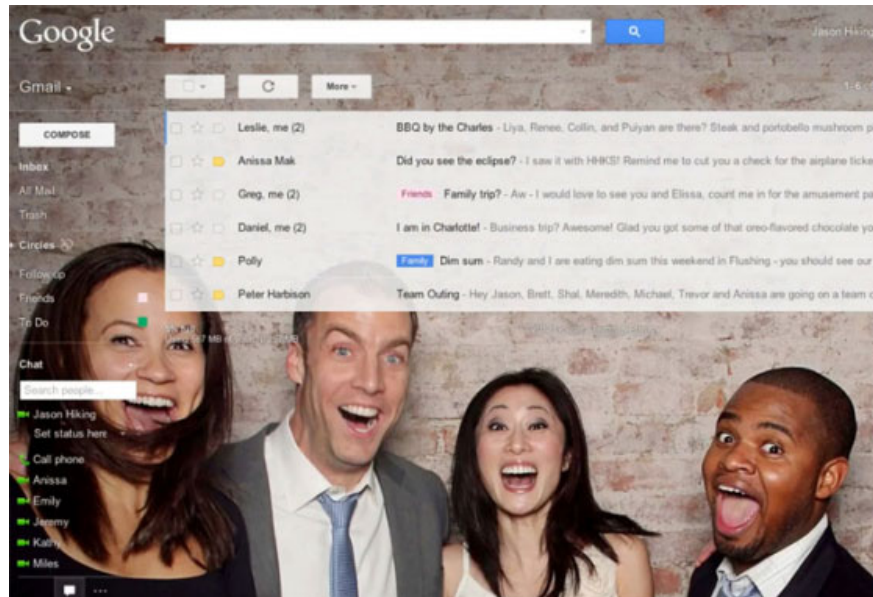 Google
Jason Hiking
Gmail
More
1-6
COMPOSE
Leslie, me (2) BBQ by the Charles - Liya, Renee, Collin, and Puiyan are there? Steak and portobello mushroom p
Anissa Mak Did you see the eclipse? - I saw it with HHKS! Remind me to cut you a check for the airplane ticke
Greg, me (2) Friends Family trip? - Aw - I would love to see you and Elissa, count me in for the amusement pa
Daniel, me (2) I am in Charlotte! - Business trip? Awesome! Glad you got some of that oreo-flavored chocolate yo
Polly Family Dim sum - Randy and I are eating dim sum this weekend in Flushing - you should see our
Peter Harbison Team Outing - Hey Jason, Brett, Shal, Meredith, Michael, Trevor and Anissa are going on a team
Inbox
All Mail
Trash
Circles
Follow up
Friends
To Do
Chat
Search people...
Jason Hiking
Set status here
Call phone
Anissa
Emily
Jeremy
Kathy
Miles